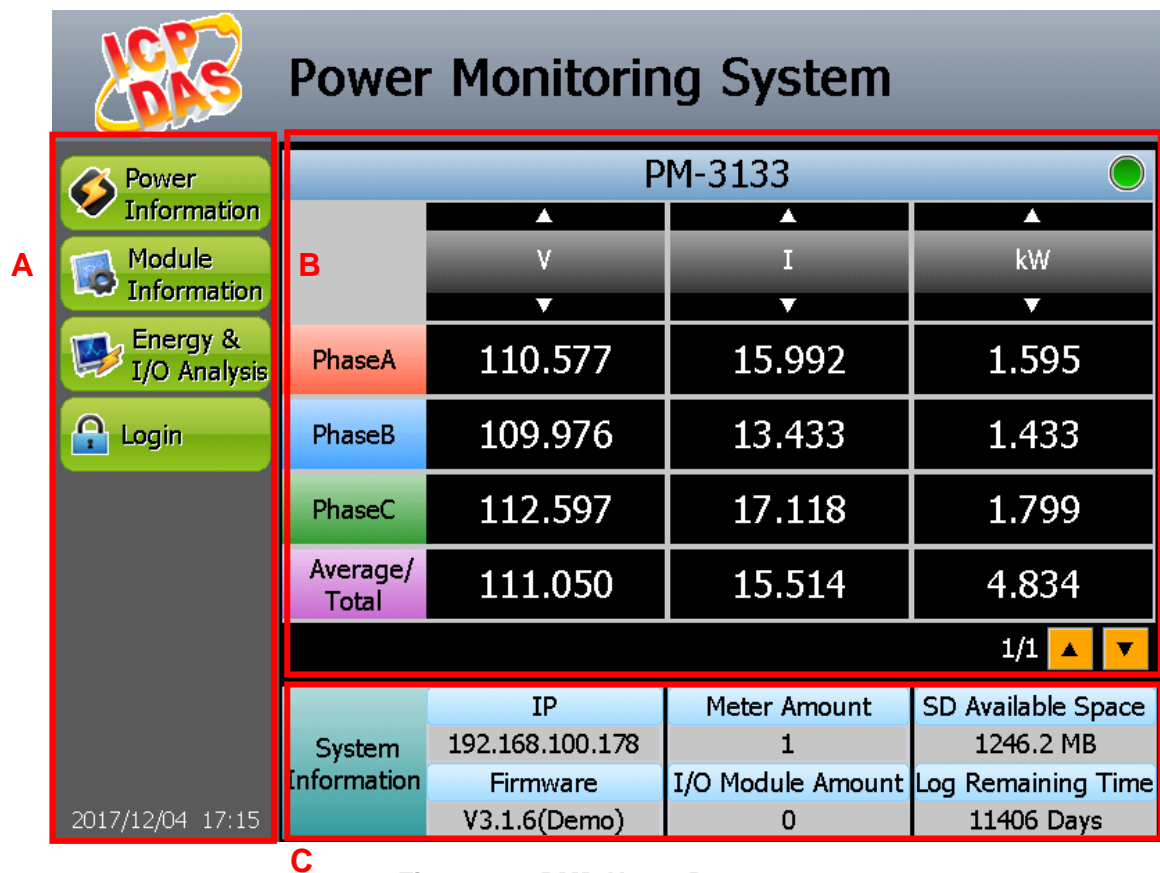 ICP
DAS
Power Monitoring System
A
Power
Information
Module
Information
Energy &
I/O Analysis
Login
2017/12/04 17:15
B
PM-3133
V I kW
PhaseA 110.577 15.992 1.595
PhaseB 109.976 13.433 1.433
PhaseC 112.597 17.118 1.799
Average/
Total 111.050 15.514 4.834
1/1
System
Information
IP Meter Amount SD Available Space
192.168.100.178 1 1246.2 MB
Firmware I/O Module Amount Log Remaining Time
V3.1.6(Demo) 0 11406 Days
C